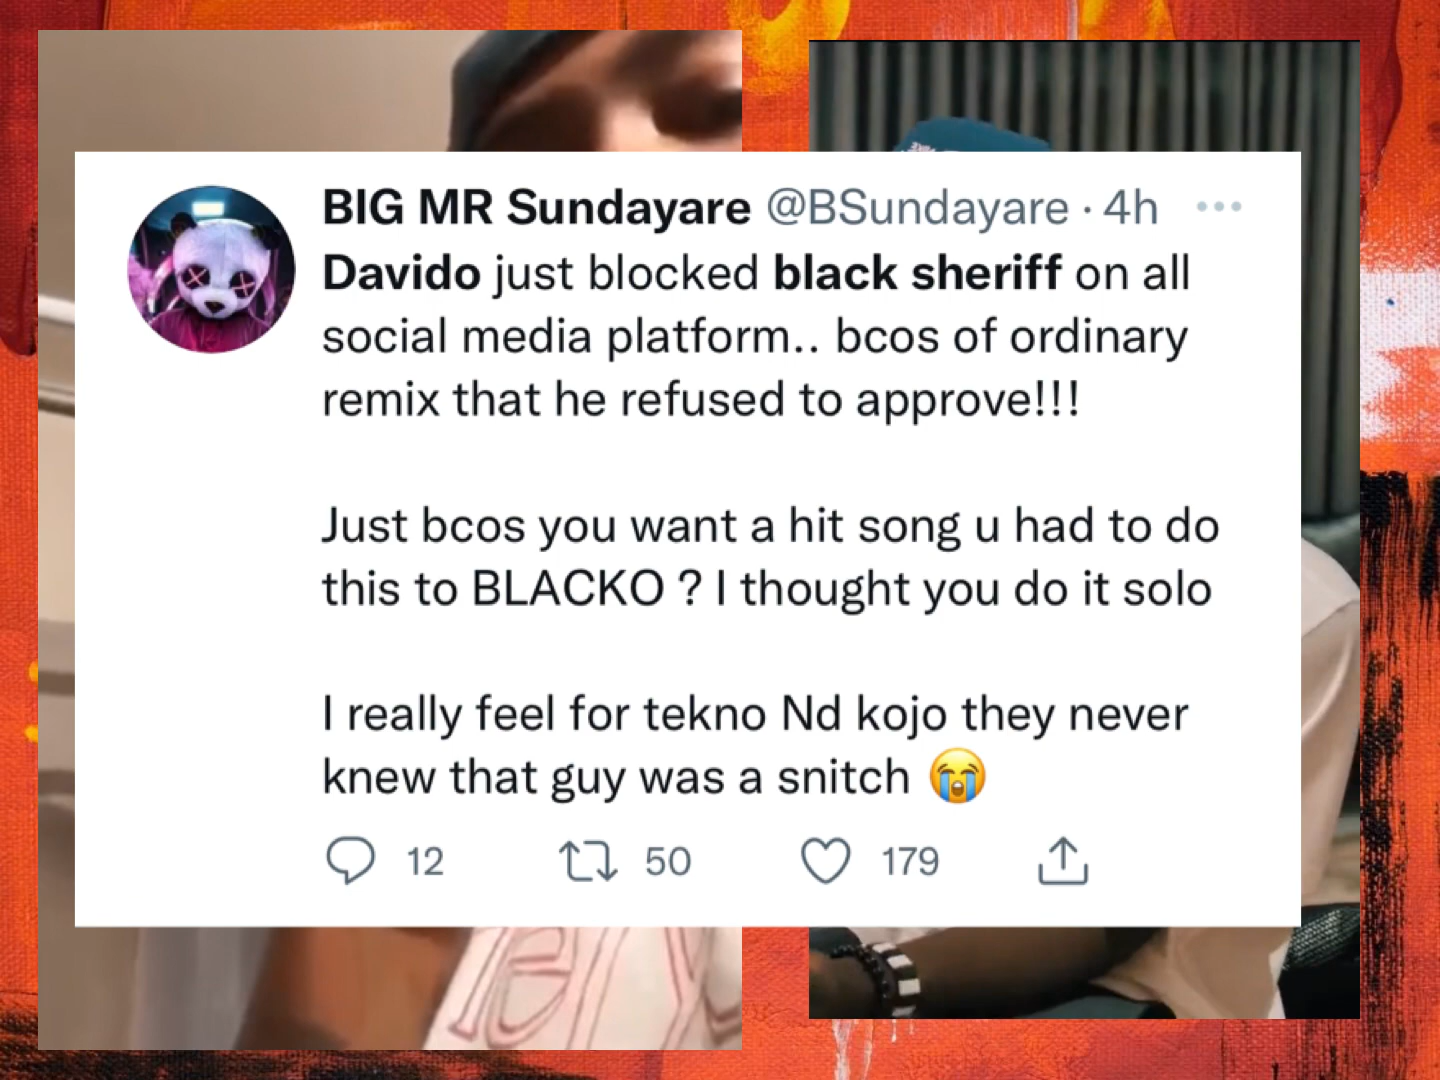 BIG MR Sundayare @BSundayare · 4h
Davido just blocked black sheriff on all
social media platform.. bcos of ordinary
remix that he refused to approve!!!
Just bcos you want a hit song u had to do
this to BLACKO ? I thought you do it solo
I really feel for tekno Nd kojo they never
knew that guy was a snitch 😭
12 50 179